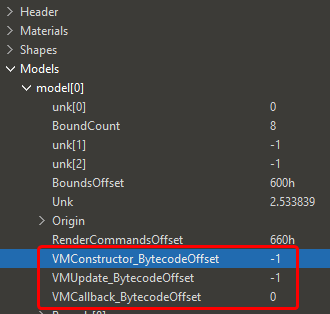 Header
Materials
Shapes
Models
model[0]
unk[0] 0
BoundCount 8
unk[1] -1
unk[2] -1
BoundsOffset 600h
Unk 2.533839
Origin
RenderCommandsOffset 660h
VMConstructor_BytecodeOffset -1
VMUpdate_BytecodeOffset -1
VMCallback_BytecodeOffset 0